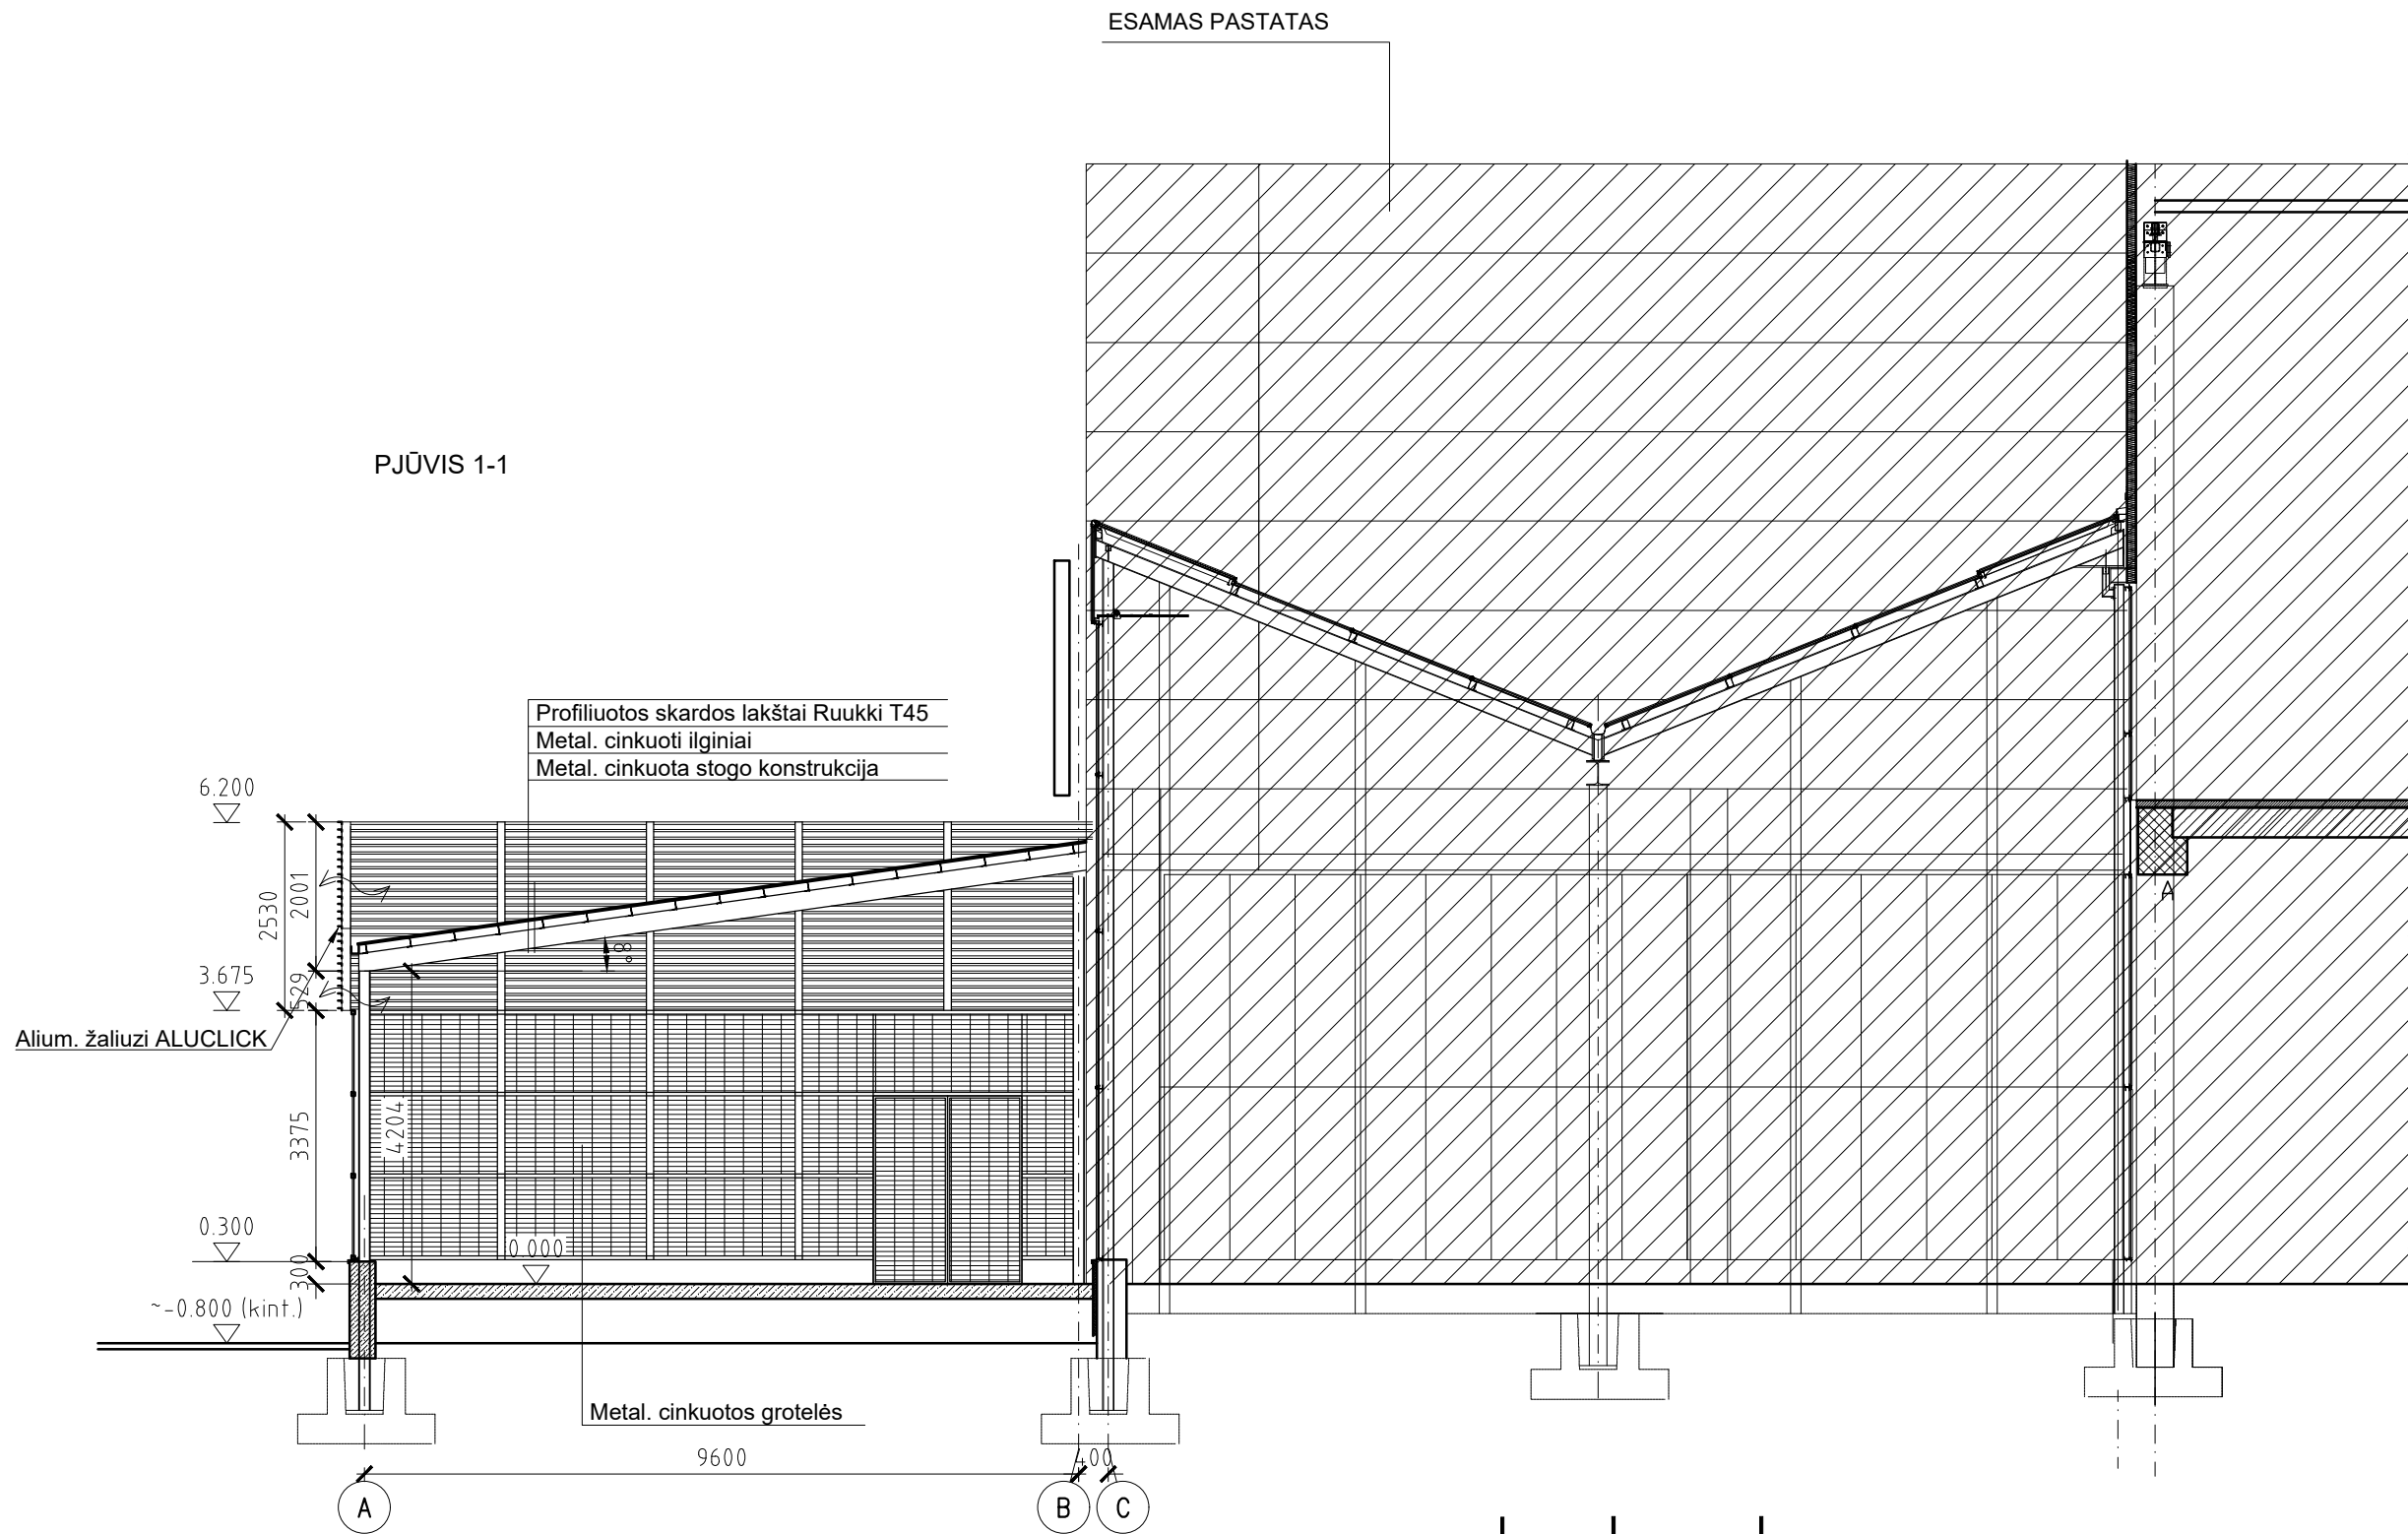 ESAMAS PASTATAS
PJŪVIS 1-1
Profiliuotos skardos lakštai Ruukki T45
Metal. cinkuoti ilginiai
Metal. cinkuota stogo konstrukcija
6.200
2530
2001
8°
3.675
529
A
Alium. žaliuzi ALUCLICK
3375
4204
0.300
0.000
300
~-0.800 (kint.)
Metal. cinkuotos grotelės
9600
400
A
B
C